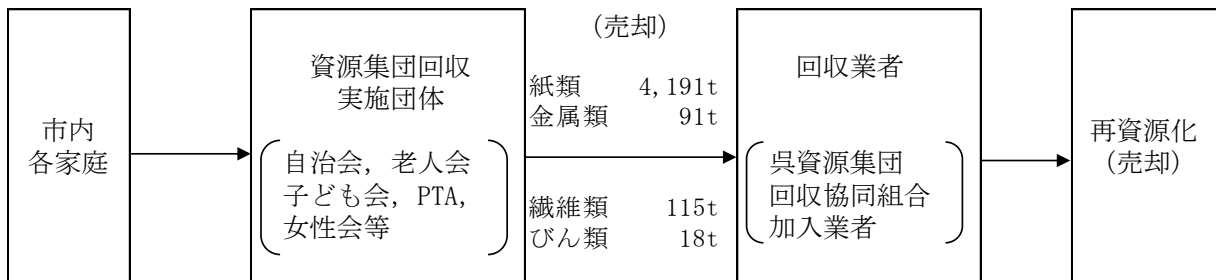 市内
各家庭
資源集団回収
実施団体
自治会，老人会
子ども会，PTA，
女性会等
（売却）
紙類 4,191t
金属類 91t
繊維類 115t
びん類 18t
回収業者
呉資源集団
回収協同組合
加入業者
再資源化
（売却）